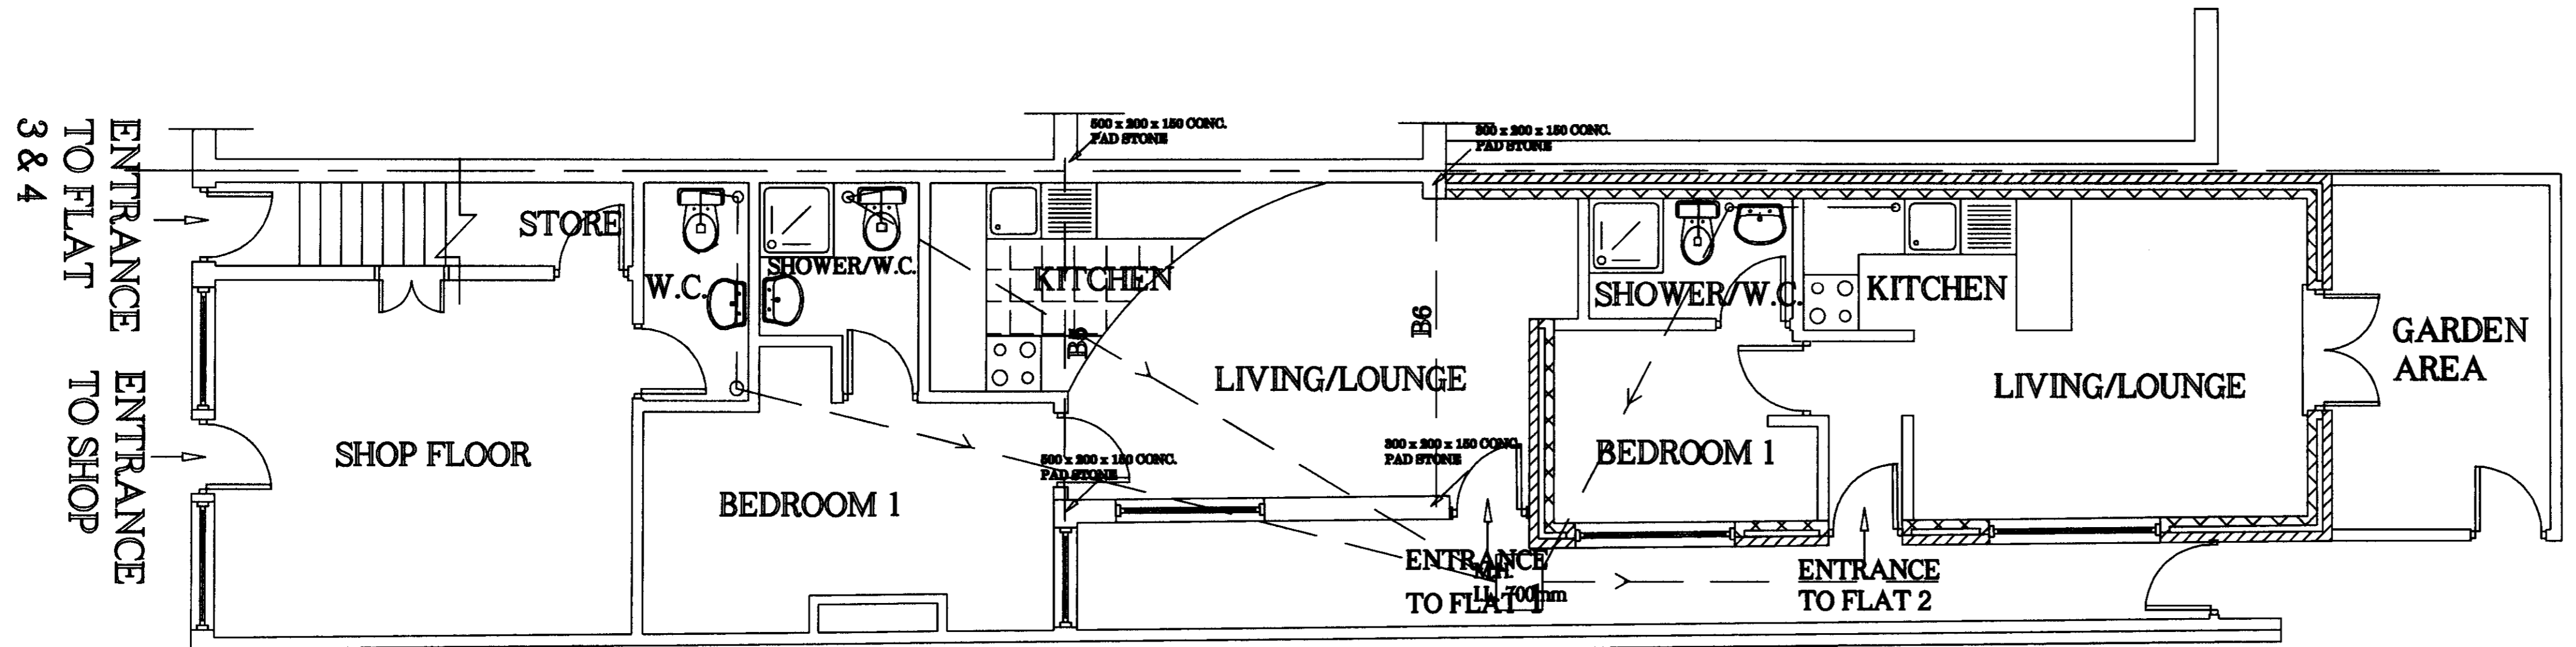 ENTRANCE
TO FLAT
3 & 4
ENTRANCE
TO SHOP
STORE
SHOP FLOOR
W.C.
SHOWER/W.C.
BEDROOM 1
500 x 200 x 150 CONC.
PAD STONE
KITCHEN
B5
500 x 200 x 150 CONC.
PAD STONE
LIVING/LOUNGE
B6
300 x 200 x 150 CONC.
PAD STONE
300 x 200 x 150 CONC.
PAD STONE
ENTRANCE
TO FLAT 1
M.H.
I.L. 700mm
SHOWER/W.C.
BEDROOM 1
KITCHEN
LIVING/LOUNGE
ENTRANCE
TO FLAT 2
GARDEN
AREA